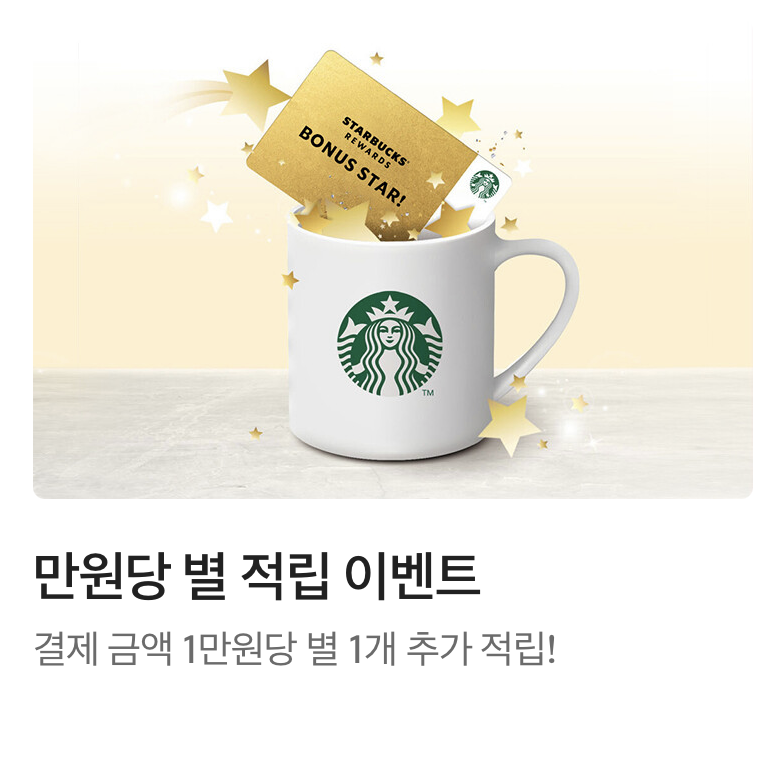 STARBUCKS®
REWARDS
BONUS STAR!
TM
만원당 별 적립 이벤트
결제 금액 1만원당 별 1개 추가 적립!